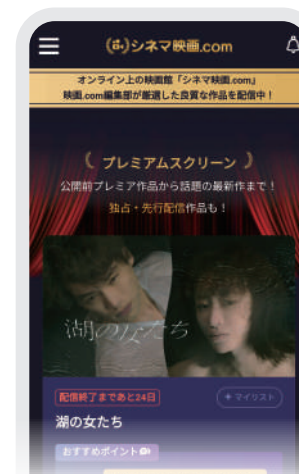 (é.)シネマ映画.com
オンライン上の映画館「シネマ映画.com」
映画.com編集部が厳選した良質な作品を配信中！
プレミアムスクリーン
公開前プレミア作品から話題の最新作まで！
独占・先行配信作品も！
湖の女たち
配信終了まであと24日
+ マイリスト
湖の女たち
おすすめポイント